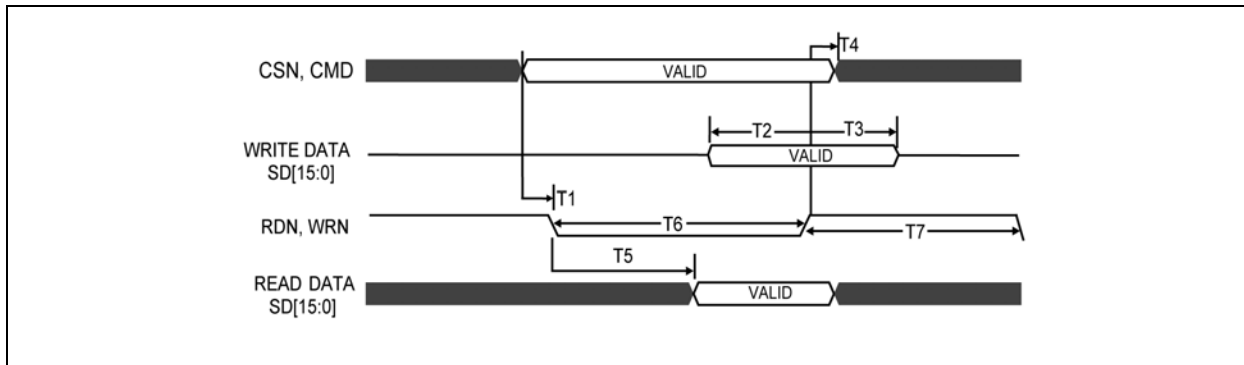 T4
CSN, CMD
VALID
T2
T3
WRITE DATA
SD[15:0]
VALID
T1
RDN, WRN
T6
T7
T5
READ DATA
SD[15:0]
VALID